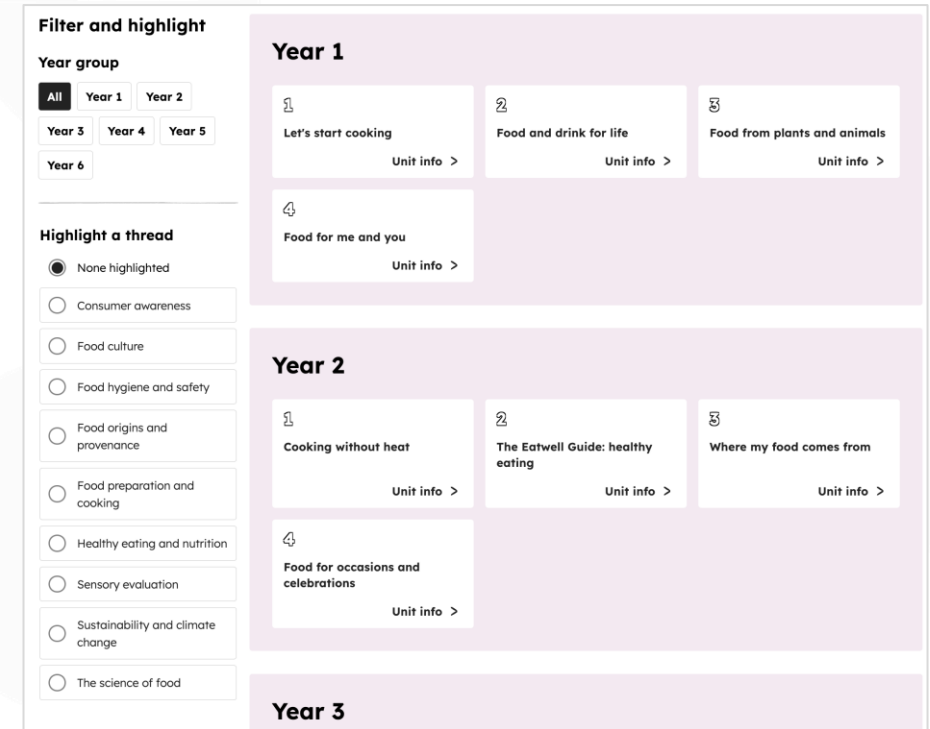 Filter and highlight
Year group
All Year 1 Year 2
Year 3 Year 4 Year 5
Year 6
Highlight a thread
None highlighted
Consumer awareness
Food culture
Food hygiene and safety
Food origins and
provenance
Food preparation and
cooking
Healthy eating and nutrition
Sensory evaluation
Sustainability and climate
change
The science of food
Year 1
1
Let's start cooking
Unit info >
2
Food and drink for life
Unit info >
3
Food from plants and animals
Unit info >
4
Food for me and you
Unit info >
Year 2
1
Cooking without heat
Unit info >
2
The Eatwell Guide: healthy
eating
Unit info >
3
Where my food comes from
Unit info >
4
Food for occasions and
celebrations
Unit info >
Year 3